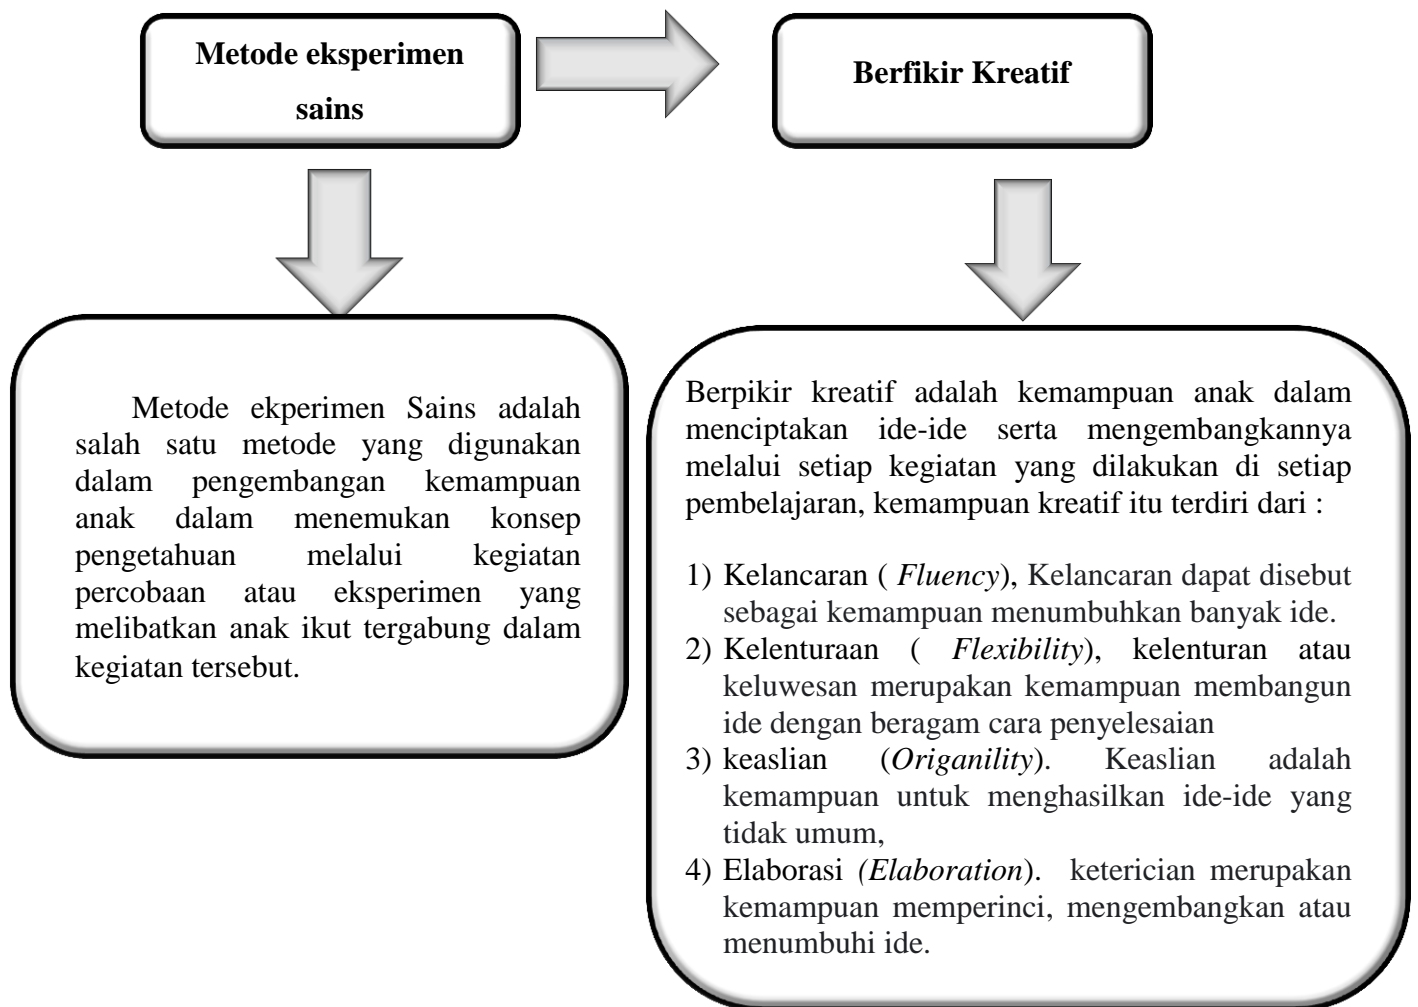 Metode eksperimen
sains
Berfikir Kreatif
Metode ekperimen Sains adalah
salah satu metode yang digunakan
dalam pengembangan kemampuan
anak dalam menemukan konsep
pengetahuan melalui kegiatan
percobaan atau eksperimen yang
melibatkan anak ikut tergabung dalam
kegiatan tersebut.
Berpikir kreatif adalah kemampuan anak dalam
menciptakan ide-ide serta mengembangkannya
melalui setiap kegiatan yang dilakukan di setiap
pembelajaran, kemampuan kreatif itu terdiri dari :
1) Kelancaran ( Fluency), Kelancaran dapat disebut
sebagai kemampuan menumbuhkan banyak ide.
2) Kelenturaan ( Flexibility), kelenturan atau
keluwesan merupakan kemampuan membangun
ide dengan beragam cara penyelesaian
3) keaslian (Origanility). Keaslian adalah
kemampuan untuk menghasilkan ide-ide yang
tidak umum,
4) Elaborasi (Elaboration). keterician merupakan
kemampuan memperinci, mengembangkan atau
menumbuhi ide.